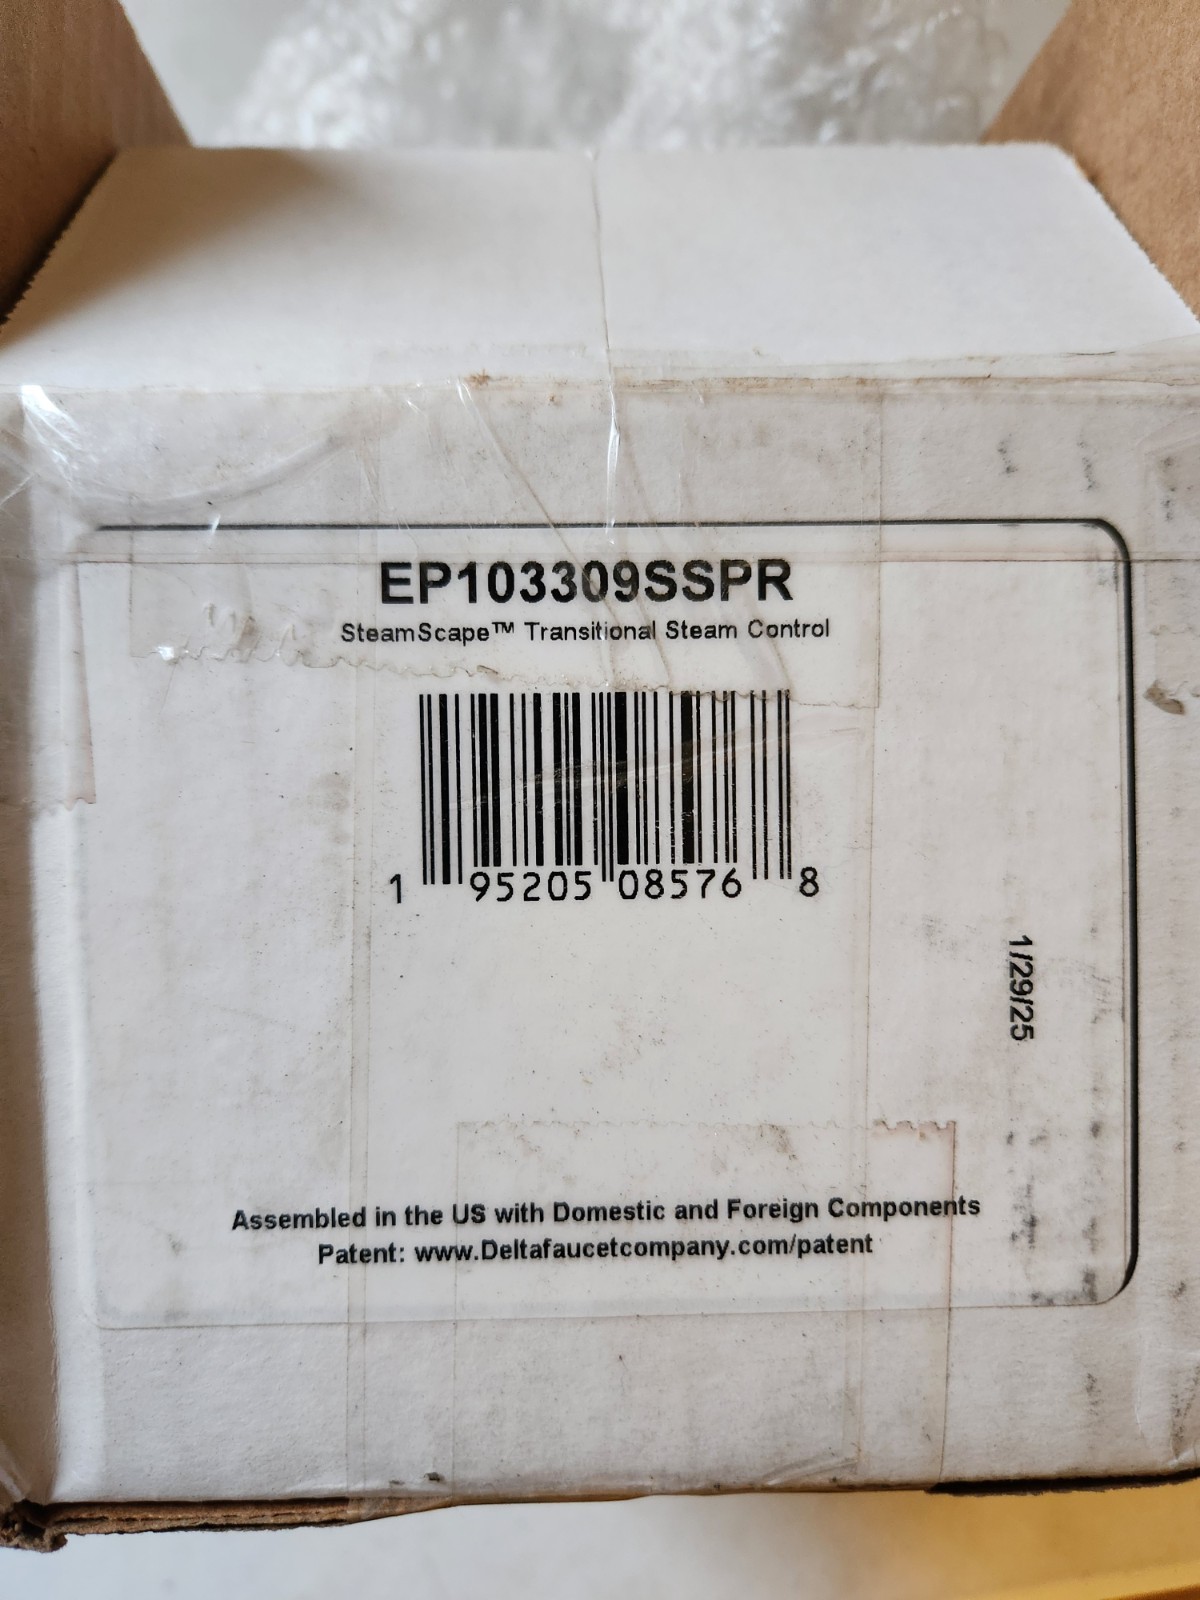 EP103309SSPR
SteamScape™ Transitional Steam Control
1 95205 08576 8
1/29/25
Assembled in the US with Domestic and Foreign Components
Patent: www.Deltafaucetcompany.com/patent